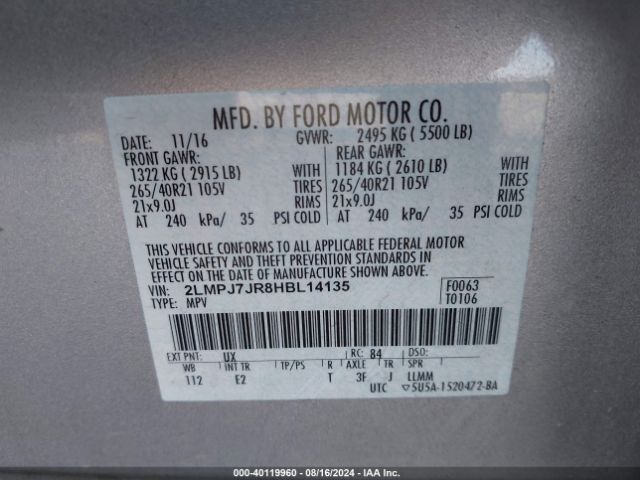 MFD. BY FORD MOTOR CO.
DATE: 11/16 GVWR: 2495 KG ( 5500 LB)
FRONT GAWR: REAR GAWR:
1322 KG ( 2915 LB) WITH 1184 KG ( 2610 LB) WITH
265/40R21 105V TIRES 265/40R21 105V TIRES
21x9.0J RIMS 21x9.0J RIMS
AT 240 kPa/ 35 PSI COLD AT 240 kPa/ 35 PSI COLD
THIS VEHICLE CONFORMS TO ALL APPLICABLE FEDERAL MOTOR
VEHICLE SAFETY AND THEFT PREVENTION STANDARDS IN
EFFECT ON THE DATE OF MANUFACTURE SHOWN ABOVE.
VIN: 2LMPJ7JR8HBL14135 F0063
TYPE: MPV T0106
EXT PNT: UX RC: 84 DSO:
WB INT TR TP/PS R AXLE TR SPR
112 E2 T 3F J LLMM
UTC ▽5U5A-1520472-BA
000-40119960 - 08/16/2024 - IAAI.CA